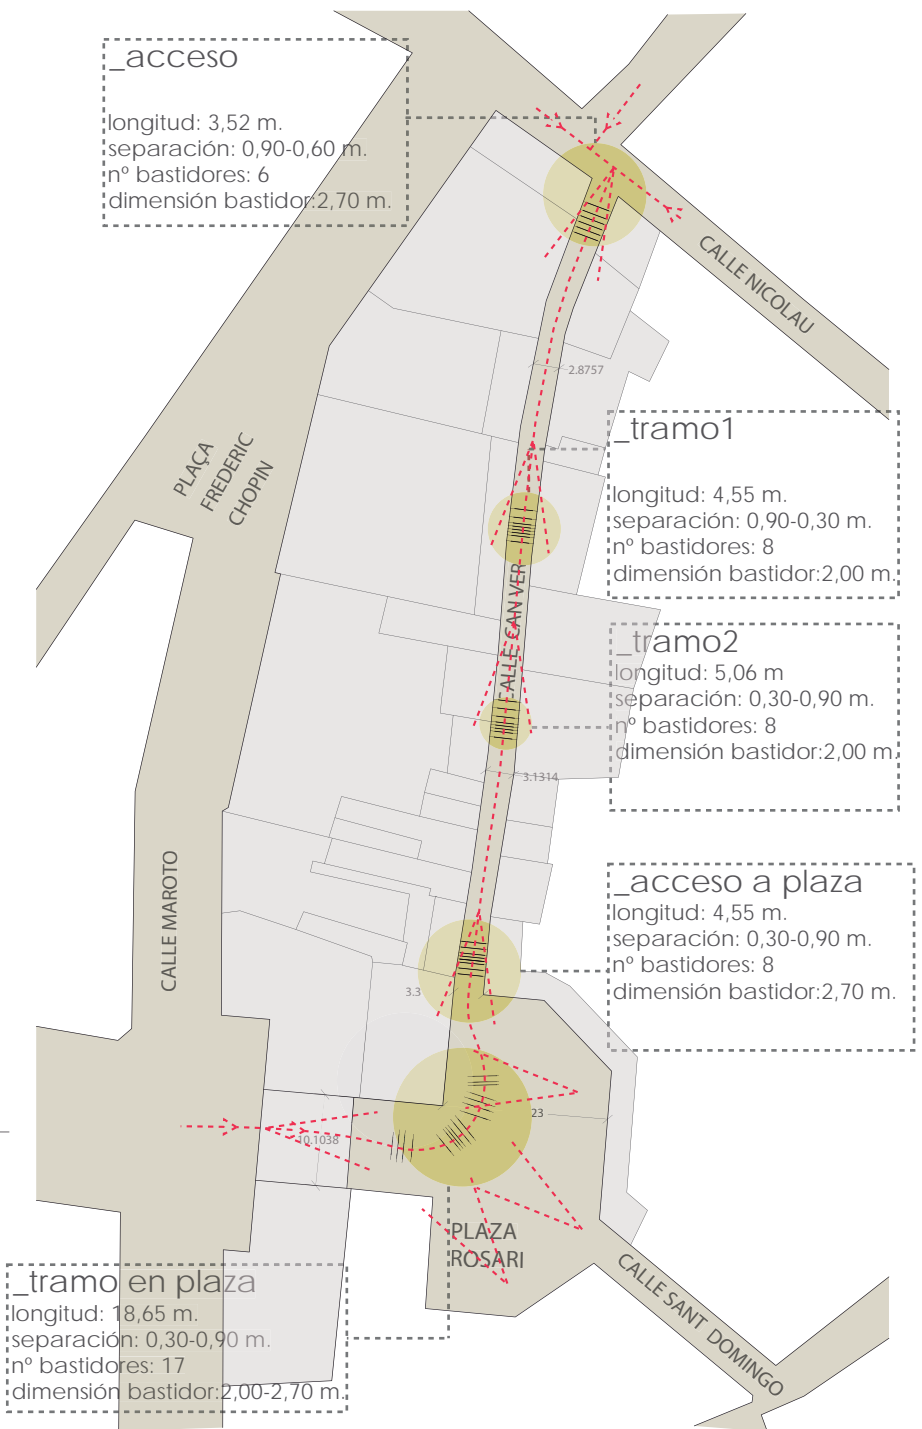 _acceso
longitud: 3,52 m.
separación: 0,90-0,60 m.
nº bastidores: 6
dimensión bastidor:2,70 m.
CALLE NICOLAU
2.8757
_tramo1
longitud: 4,55 m.
separación: 0,90-0,30 m.
nº bastidores: 8
dimensión bastidor:2,00 m.
PLAÇA
FREDERIC
CHOPIN
CALLE CAN VER
_tramo2
longitud: 5,06 m
separación: 0,30-0,90 m.
nº bastidores: 8
dimensión bastidor:2,00 m.
3.1314
CALLE MAROTO
_acceso a plaza
longitud: 4,55 m.
separación: 0,30-0,90 m.
nº bastidores: 8
dimensión bastidor:2,70 m.
3.3
23
10.1038
PLAZA
ROSARI
CALLE SANT DOMINGO
_tramo en plaza
longitud: 18,65 m.
separación: 0,30-0,90 m.
nº bastidores: 17
dimensión bastidor:2,00-2,70 m.